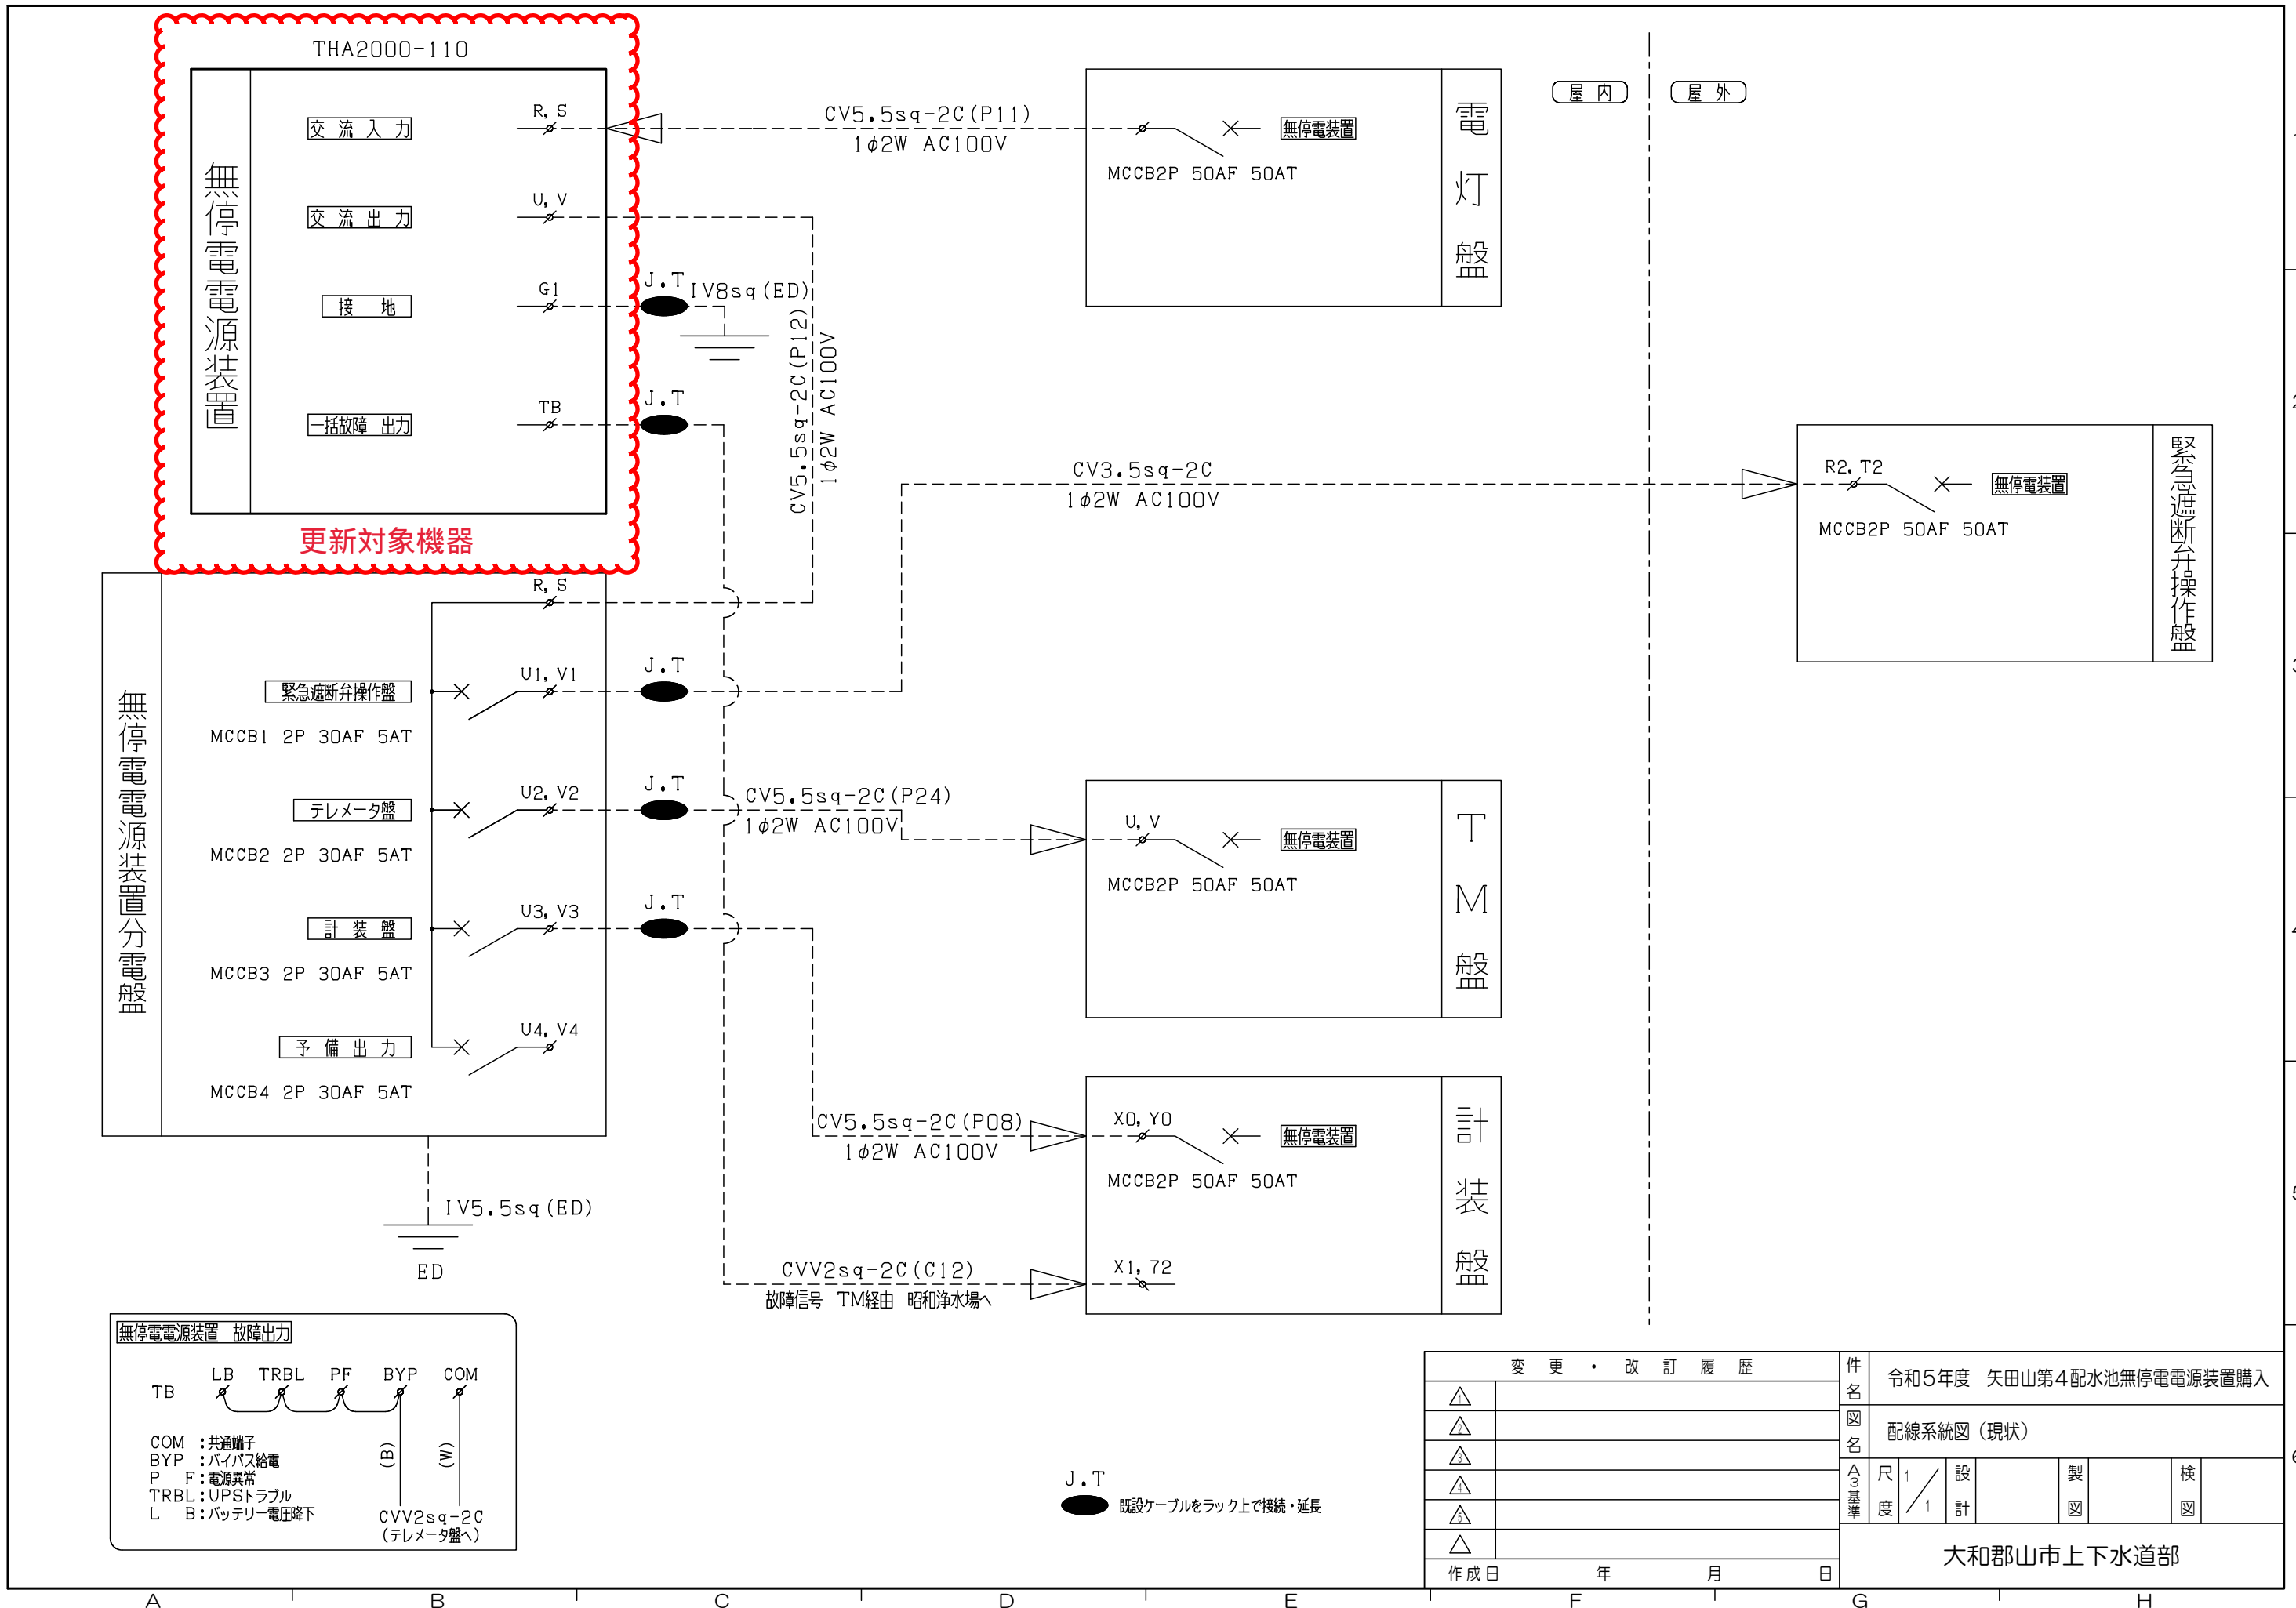 THA2000-110
無停電電源装置
交流入力
R, S
交流出力
U, V
接地
G1
一括故障 出力
TB
更新対象機器
CV5.5sq-2C(P11)
1φ2W AC100V
J.T
IV8sq(ED)
J.T
CV5.5sq-2C(P12)
1φ2W AC100V
無停電装置
MCCB2P 50AF 50AT
電灯盤
屋内
屋外
CV3.5sq-2C
1φ2W AC100V
R2, T2
無停電装置
MCCB2P 50AF 50AT
緊急遮断弁操作盤
無停電電源装置分電盤
R, S
緊急遮断弁操作盤
U1, V1
MCCB1 2P 30AF 5AT
J.T
テレメータ盤
U2, V2
MCCB2 2P 30AF 5AT
J.T
CV5.5sq-2C(P24)
1φ2W AC100V
計装盤
U3, V3
MCCB3 2P 30AF 5AT
J.T
予備出力
U4, V4
MCCB4 2P 30AF 5AT
U, V
無停電装置
MCCB2P 50AF 50AT
TM盤
CV5.5sq-2C(P08)
1φ2W AC100V
X0, Y0
無停電装置
MCCB2P 50AF 50AT
計装盤
CVV2sq-2C(C12)
故障信号 TM経由 昭和浄水場へ
X1, 72
IV5.5sq(ED)
ED
無停電電源装置 故障出力
TB LB TRBL PF BYP COM
COM :共通端子
BYP :バイパス給電
P F:電源異常
TRBL:UPSトラブル
L B:バッテリー電圧降下
(B)
(W)
CVV2sq-2C
(テレメータ盤へ)
J.T
既設ケーブルをラック上で接続・延長
変更・改訂履歴
1
2
3
4
5
作成日 年 月 日
件名
令和5年度 矢田山第4配水池無停電電源装置購入
図名
配線系統図(現状)
A3基準
尺度
1/1
設計
製図
検図
大和郡山市上下水道部
A B C D E F G H
2
3
4
5
6